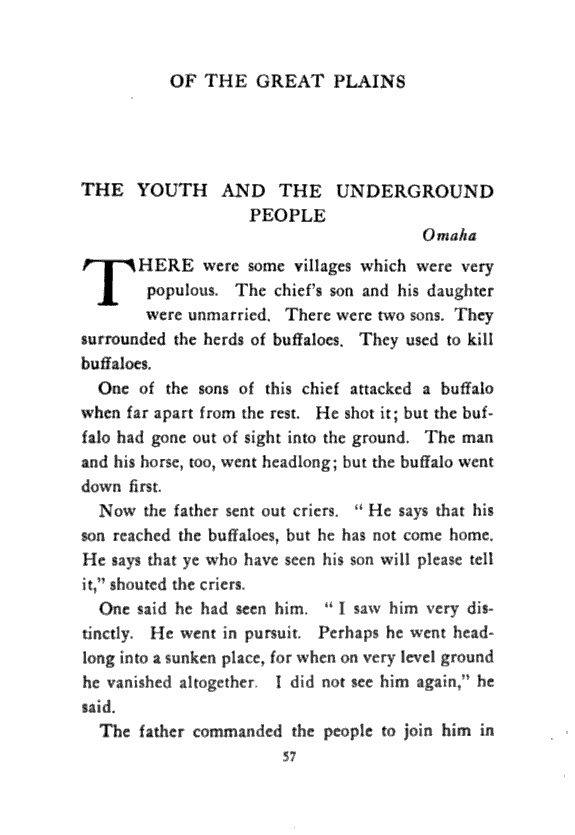 OF THE GREAT PLAINS
THE YOUTH AND THE UNDERGROUND
PEOPLE
Omaha
THERE were some villages which were very
populous. The chief's son and his daughter
were unmarried. There were two sons. They
surrounded the herds of buffaloes. They used to kill
buffaloes.
One of the sons of this chief attacked a buffalo
when far apart from the rest. He shot it; but the buf-
falo had gone out of sight into the ground. The man
and his horse, too, went headlong; but the buffalo went
down first.
Now the father sent out criers. " He says that his
son reached the buffaloes, but he has not come home.
He says that ye who have seen his son will please tell
it," shouted the criers.
One said he had seen him. " I saw him very dis-
tinctly. He went in pursuit. Perhaps he went head-
long into a sunken place, for when on very level ground
he vanished altogether. I did not see him again," he
said.
The father commanded the people to join him in
57